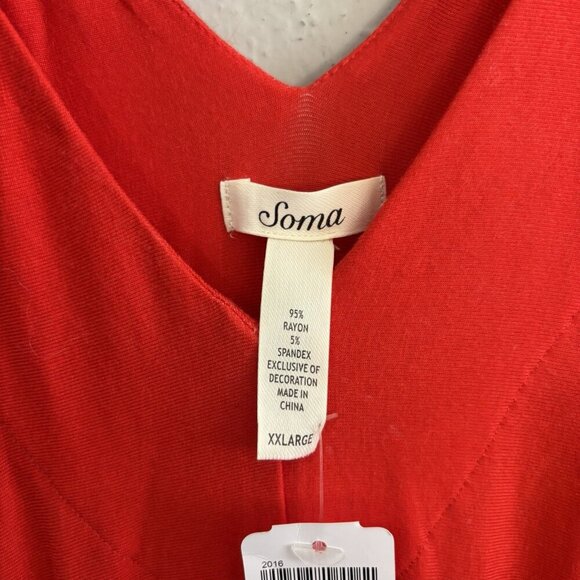 Soma
95%
RAYON
5%
SPANDEX
EXCLUSIVE OF
DECORATION
MADE IN
CHINA
XXLARGE
2016